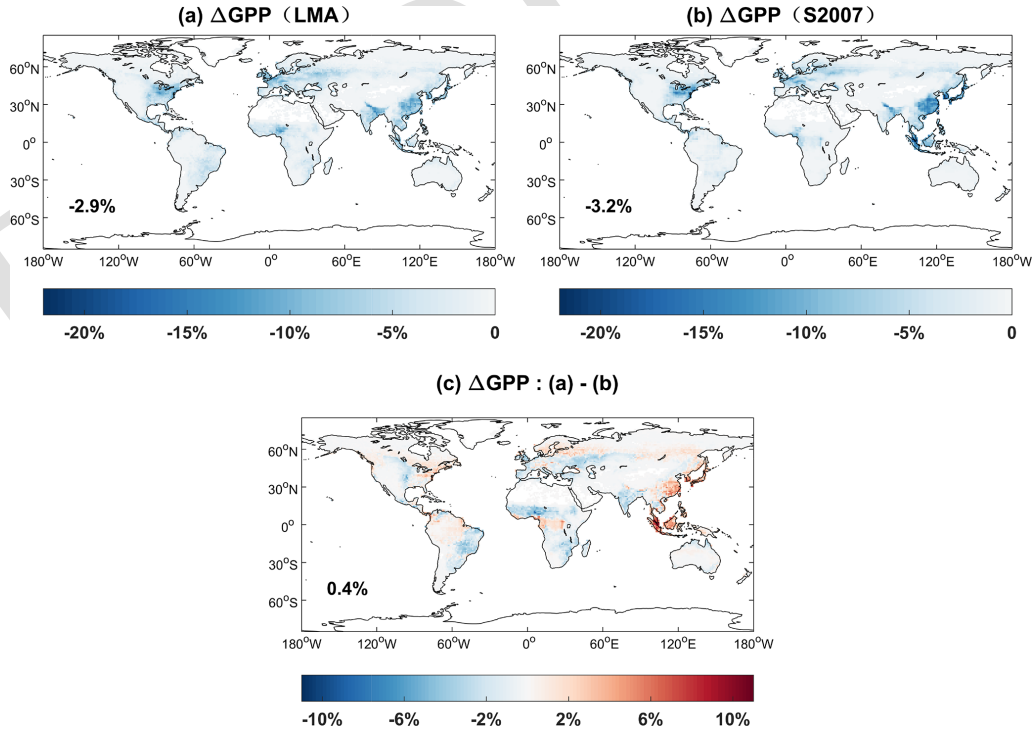 (a) △GPP（LMA）
(b) △GPP（S2007）
60°N
30°N
0°
30°S
60°S
-2.9%
180°W 120°W 60°W 0° 60°E 120°E 180°W
60°N
30°N
0°
30°S
60°S
-3.2%
180°W 120°W 60°W 0° 60°E 120°E 180°W
-20% -15% -10% -5% 0
-20% -15% -10% -5% 0
(c) △GPP : (a) - (b)
60°N
30°N
0°
30°S
60°S
0.4%
180°W 120°W 60°W 0° 60°E 120°E 180°W
-10% -6% -2% 2% 6% 10%